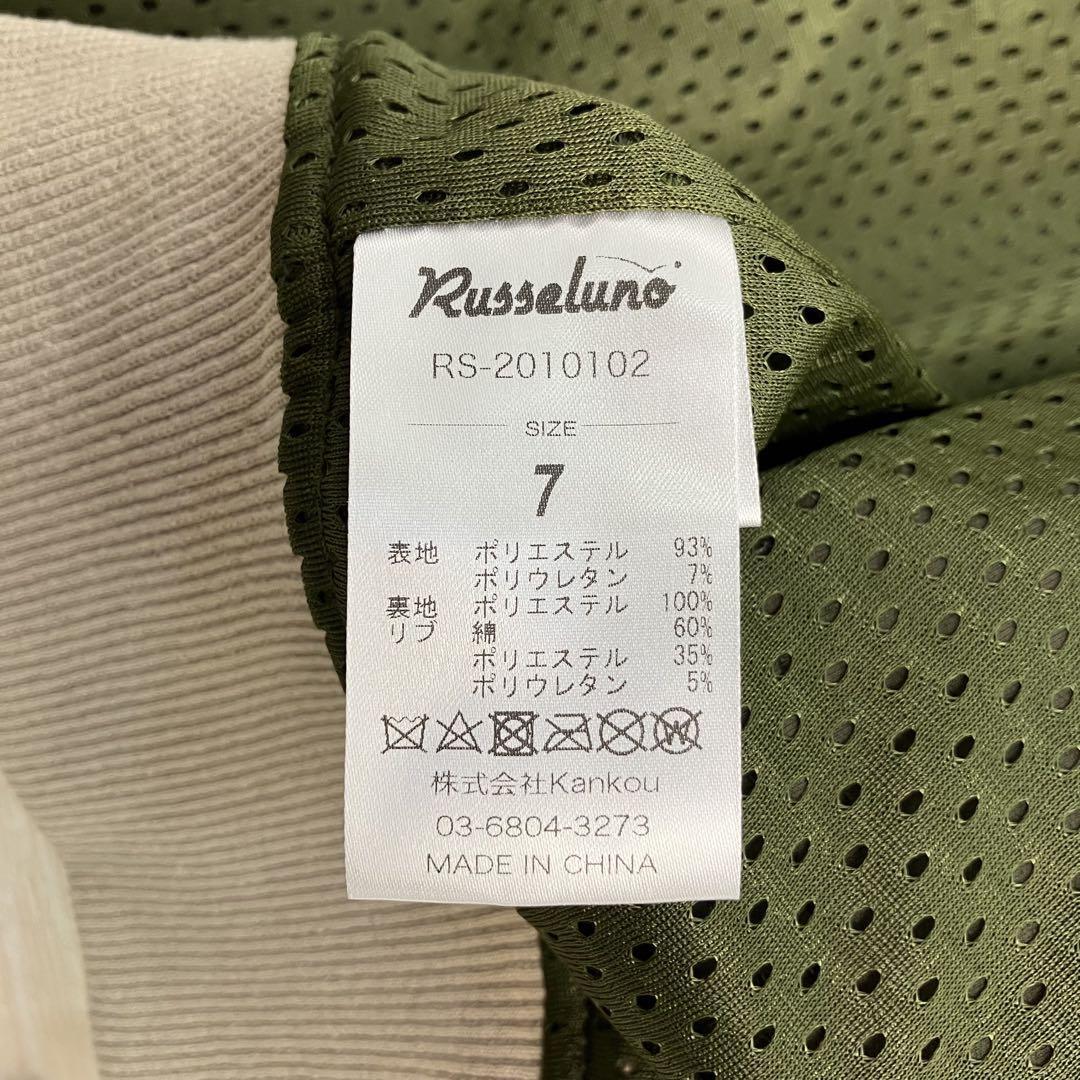 Russeluno
RS-2010102
SIZE
7
表地 ポリエステル 93%
ポリウレタン 7%
裏地 ポリエステル 100%
リブ 綿 60%
ポリエステル 35%
ポリウレタン 5%
株式会社Kankou
03-6804-3273
MADE IN CHINA